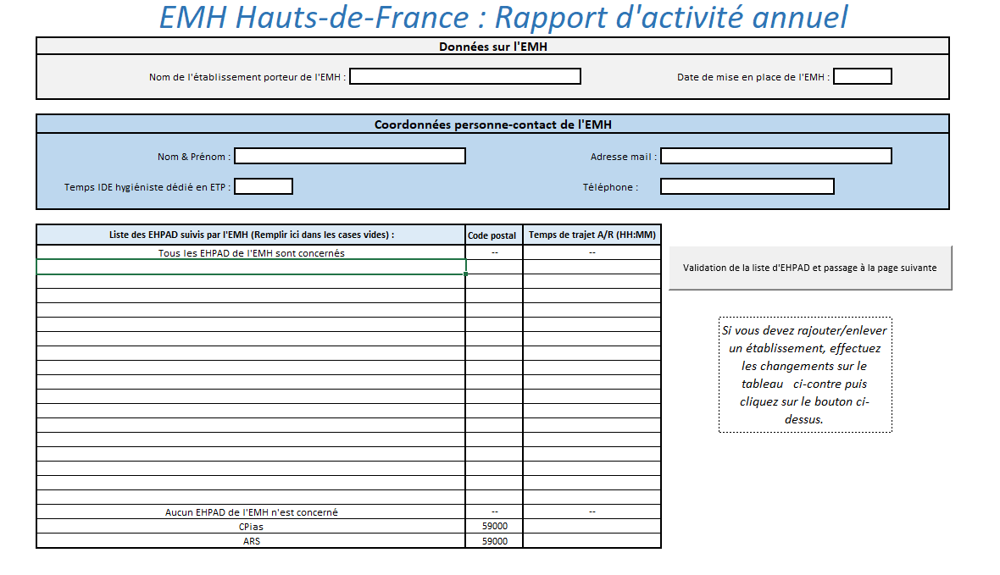 EMH Hauts-de-France : Rapport d'activité annuel
Données sur l'EMH
Nom de l'établissement porteur de l'EMH :
Date de mise en place de l'EMH :
Coordonnées personne-contact de l'EMH
Nom & Prénom :
Adresse mail :
Temps IDE hygiéniste dédié en ETP :
Téléphone :
Liste des EHPAD suivis par l'EMH (Remplir ici dans les cases vides) :
Code postal
Temps de trajet A/R (HH:MM)
Tous les EHPAD de l'EMH sont concernés
--
--
Validation de la liste d'EHPAD et passage à la page suivante
Si vous devez rajouter/enlever
un établissement, effectuez
les changements sur le
tableau ci-contre puis
cliquez sur le bouton ci-
dessus.
Aucun EHPAD de l'EMH n'est concerné
--
--
CPias
59000
ARS
59000